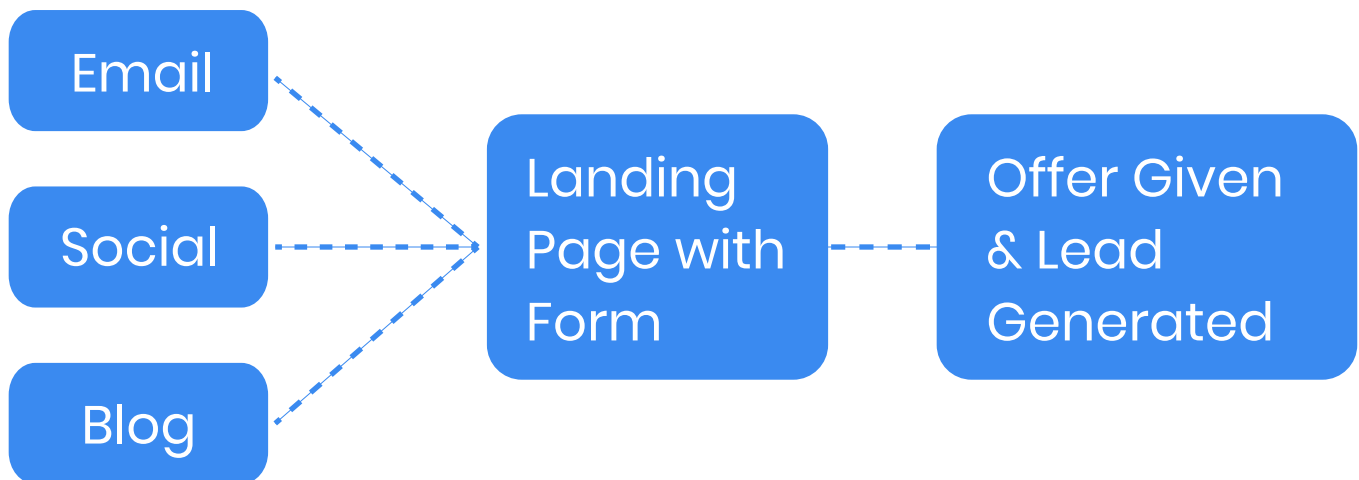 Email
Social
Blog
Landing
Page with
Form
Offer Given
& Lead
Generated